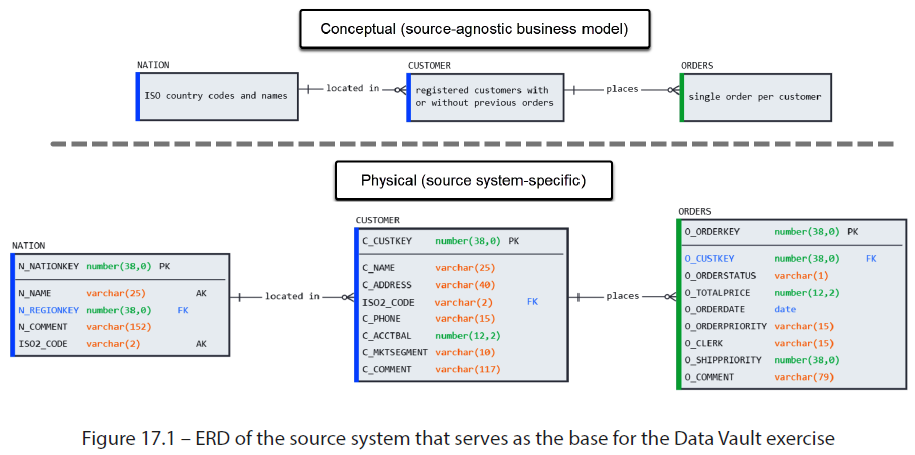 Conceptual (source-agnostic business model)
NATION
ISO country codes and names
located in
CUSTOMER
registered customers with
or without previous orders
places
ORDERS
single order per customer
Physical (source system-specific)
NATION
N_NATIONKEY number(38,0) PK
N_NAME varchar(25) AK
N_REGIONKEY number(38,0) FK
N_COMMENT varchar(152)
ISO2_CODE varchar(2) AK
located in
CUSTOMER
C_CUSTKEY number(38,0) PK
C_NAME varchar(25)
C_ADDRESS varchar(40)
ISO2_CODE varchar(2) FK
C_PHONE varchar(15)
C_ACCTBAL number(12,2)
C_MKTSEGMENT varchar(10)
C_COMMENT varchar(117)
places
ORDERS
O_ORDERKEY number(38,0) PK
O_CUSTKEY number(38,0) FK
O_ORDERSTATUS varchar(1)
O_TOTALPRICE number(12,2)
O_ORDERDATE date
O_ORDERPRIORITY varchar(15)
O_CLERK varchar(15)
O_SHIPPRIORITY number(38,0)
O_COMMENT varchar(79)
Figure 17.1 – ERD of the source system that serves as the base for the Data Vault exercise